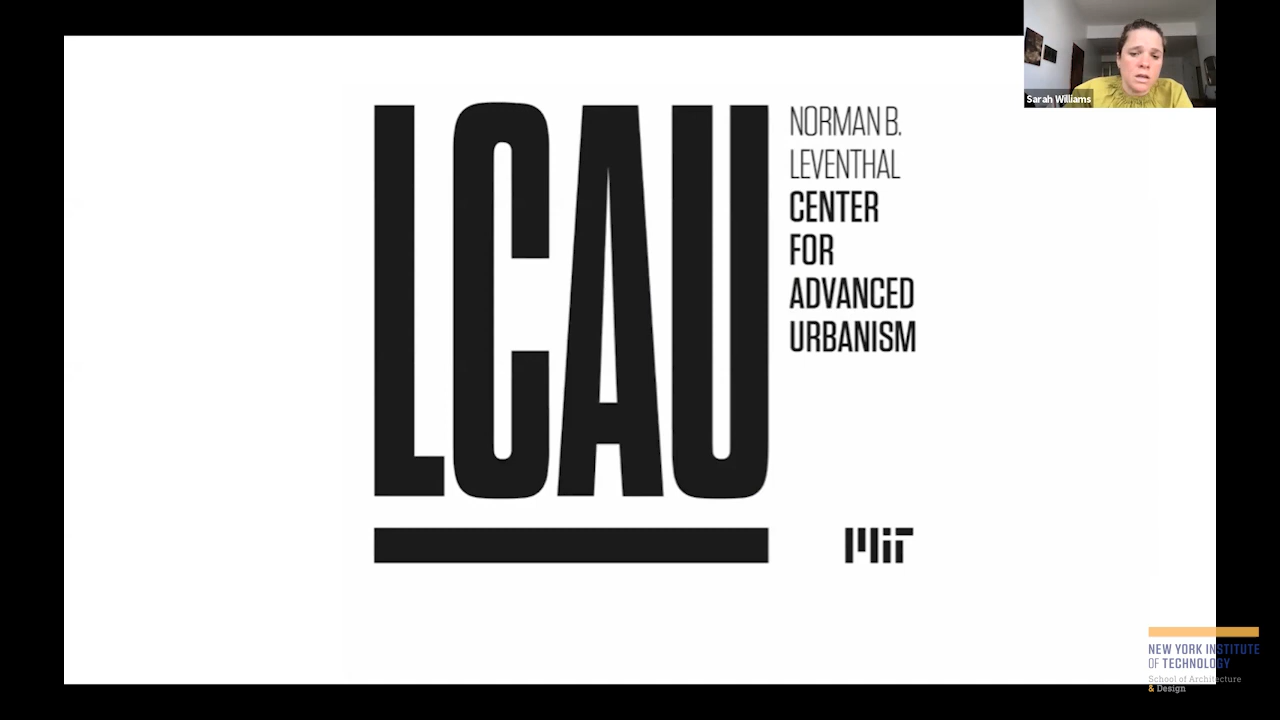 LCAU
NORMAN B.
LEVENTHAL
CENTER
FOR
ADVANCED
URBANISM
MIT
Sarah Williams
NEW YORK INSTITUTE
OF TECHNOLOGY
School of Architecture
& Design